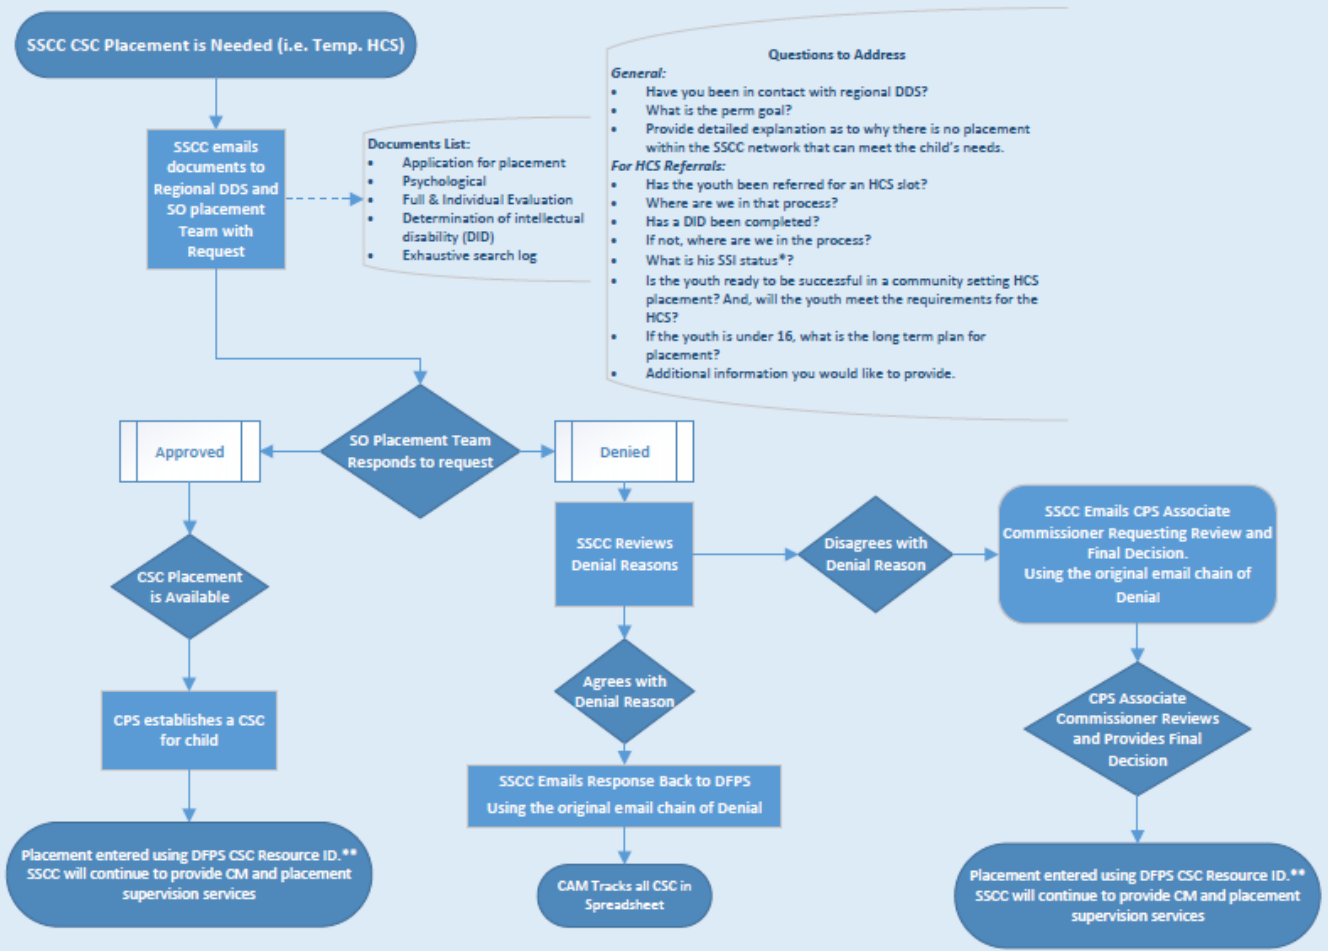 SSCC CSC Placement is Needed (i.e. Temp. HCS)
SSCC emails
documents to
Regional DDS and
SO placement
Team with
Request
Documents List:
• Application for placement
• Psychological
• Full & Individual Evaluation
• Determination of intellectual
disability (DID)
• Exhaustive search log
Questions to Address
General:
• Have you been in contact with regional DDS?
• What is the perm goal?
• Provide detailed explanation as to why there is no placement
within the SSCC network that can meet the child's needs.
For HCS Referrals:
• Has the youth been referred for an HCS slot?
• Where are we in that process?
• Has a DID been completed?
• If not, where are we in the process?
• What is his SSI status*?
• Is the youth ready to be successful in a community setting HCS
placement? And, will the youth meet the requirements for the
HCS?
• If the youth is under 16, what is the long term plan for
placement?
• Additional information you would like to provide.
SO Placement Team
Responds to request
Approved
Denied
CSC Placement
is Available
CPS establishes a CSC
for child
Placement entered using DFPS CSC Resource ID.**
SSCC will continue to provide CM and placement
supervision services
SSCC Reviews
Denial Reasons
Agrees with
Denial Reason
SSCC Emails Response Back to DFPS
Using the original email chain of Denial
CAM Tracks all CSC in
Spreadsheet
Disagrees with
Denial Reason
SSCC Emails CPS Associate
Commissioner Requesting Review and
Final Decision.
Using the original email chain of
Denial
CPS Associate
Commissioner Reviews
and Provides Final
Decision
Placement entered using DFPS CSC Resource ID.**
SSCC will continue to provide CM and placement
supervision services